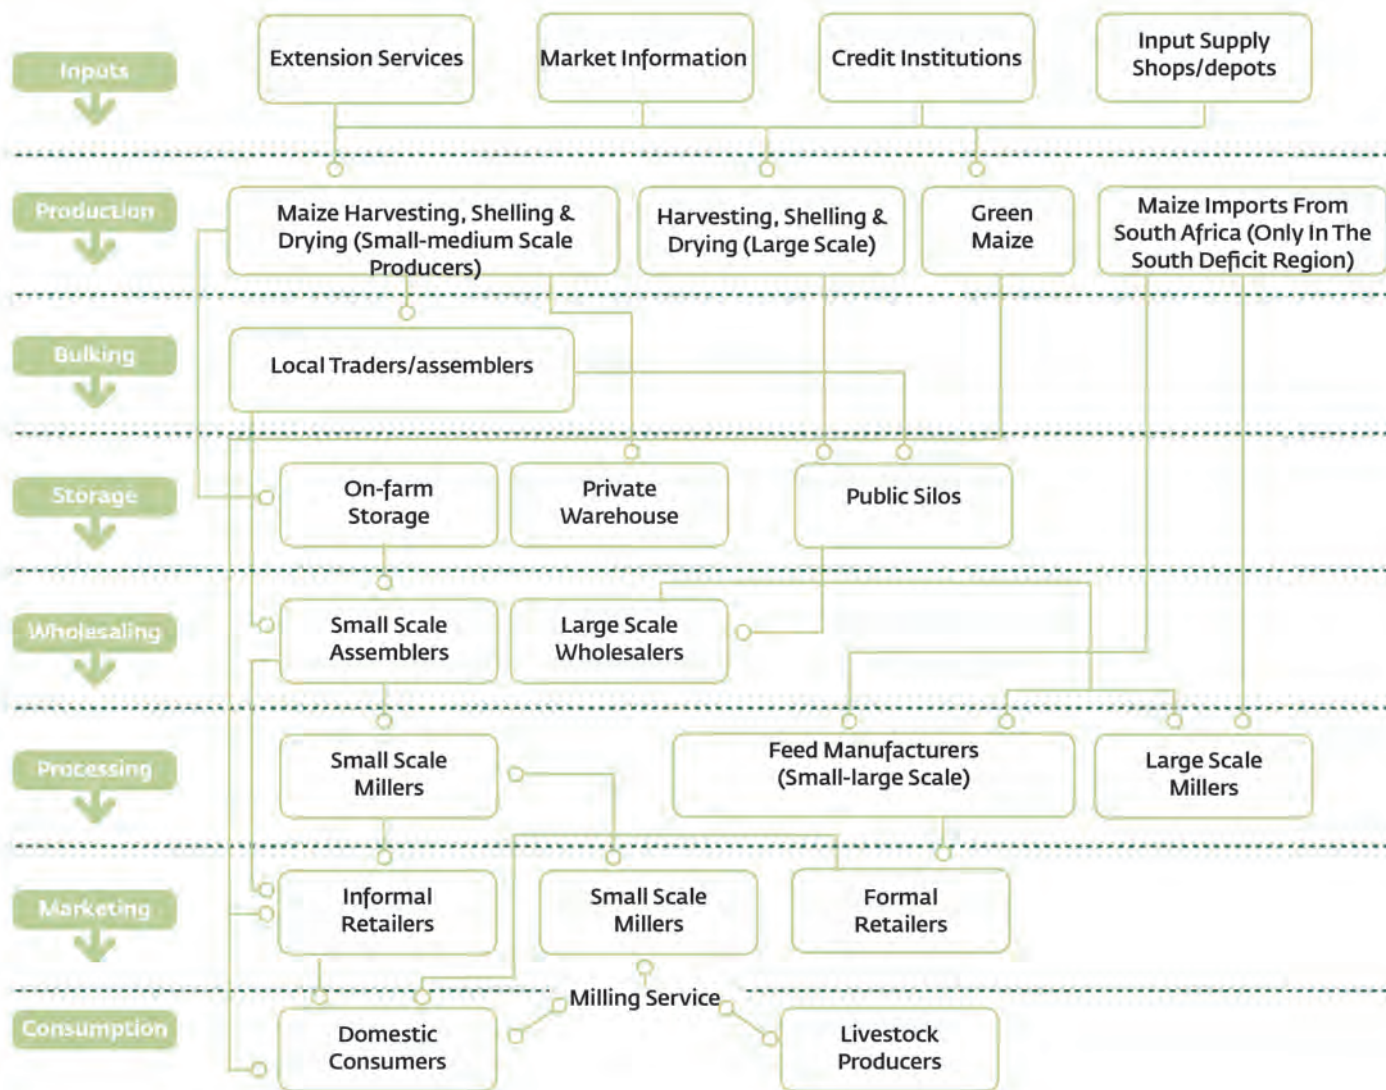 Inputs
Extension Services
Market Information
Credit Institutions
Input Supply
Shops/depots
Production
Maize Harvesting, Shelling &
Drying (Small-medium Scale
Producers)
Harvesting, Shelling &
Drying (Large Scale)
Green
Maize
Maize Imports From
South Africa (Only In The
South Deficit Region)
Bulking
Local Traders/assemblers
Storage
On-farm
Storage
Private
Warehouse
Public Silos
Wholesaling
Small Scale
Assemblers
Large Scale
Wholesalers
Processing
Small Scale
Millers
Feed Manufacturers
(Small-large Scale)
Large Scale
Millers
Marketing
Informal
Retailers
Small Scale
Millers
Formal
Retailers
Milling Service
Consumption
Domestic
Consumers
Livestock
Producers